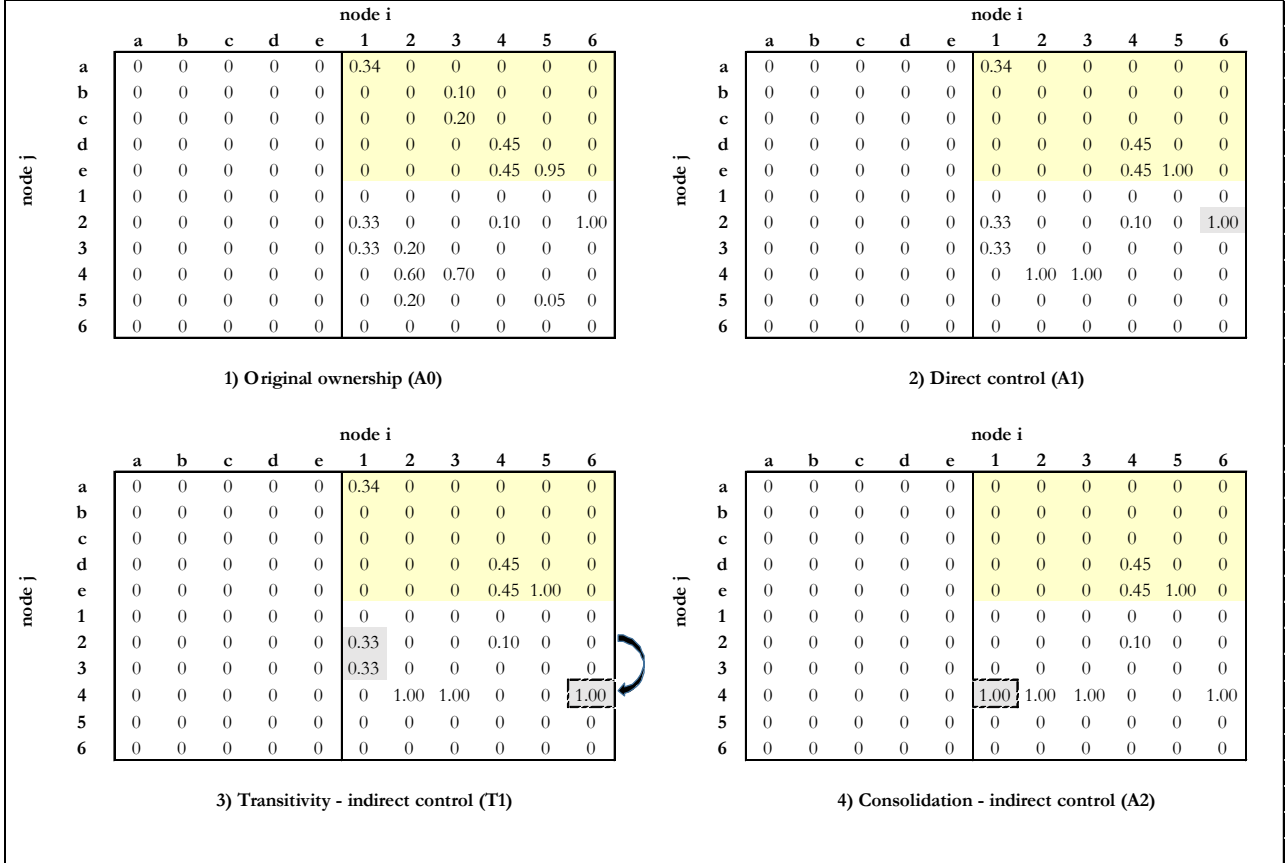 node i
a b c d e 1 2 3 4 5 6
node j
a 0 0 0 0 0 0.34 0 0 0 0 0
b 0 0 0 0 0 0 0 0.10 0 0 0
c 0 0 0 0 0 0 0 0.20 0 0 0
d 0 0 0 0 0 0 0 0 0.45 0 0
e 0 0 0 0 0 0 0 0 0.45 0.95 0
1 0 0 0 0 0 0 0 0 0 0 0
2 0 0 0 0 0 0.33 0 0 0.10 0 1.00
3 0 0 0 0 0 0.33 0.20 0 0 0 0
4 0 0 0 0 0 0 0.60 0.70 0 0 0
5 0 0 0 0 0 0 0.20 0 0 0.05 0
6 0 0 0 0 0 0 0 0 0 0 0
1) Original ownership (A0)
node i
a b c d e 1 2 3 4 5 6
node j
a 0 0 0 0 0 0.34 0 0 0 0 0
b 0 0 0 0 0 0 0 0 0 0 0
c 0 0 0 0 0 0 0 0 0 0 0
d 0 0 0 0 0 0 0 0 0.45 0 0
e 0 0 0 0 0 0 0 0 0.45 1.00 0
1 0 0 0 0 0 0 0 0 0 0 0
2 0 0 0 0 0 0.33 0 0 0.10 0 1.00
3 0 0 0 0 0 0.33 0 0 0 0 0
4 0 0 0 0 0 0 1.00 1.00 0 0 0
5 0 0 0 0 0 0 0 0 0 0 0
6 0 0 0 0 0 0 0 0 0 0 0
2) Direct control (A1)
node i
a b c d e 1 2 3 4 5 6
node j
a 0 0 0 0 0 0.34 0 0 0 0 0
b 0 0 0 0 0 0 0 0 0 0 0
c 0 0 0 0 0 0 0 0 0 0 0
d 0 0 0 0 0 0 0 0 0.45 0 0
e 0 0 0 0 0 0 0 0 0.45 1.00 0
1 0 0 0 0 0 0 0 0 0 0 0
2 0 0 0 0 0 0.33 0 0 0.10 0 0
3 0 0 0 0 0 0.33 0 0 0 0 0
4 0 0 0 0 0 0 1.00 1.00 0 0 1.00
5 0 0 0 0 0 0 0 0 0 0 0
6 0 0 0 0 0 0 0 0 0 0 0
3) Transitivity - indirect control (T1)
node i
a b c d e 1 2 3 4 5 6
node j
a 0 0 0 0 0 0 0 0 0 0 0
b 0 0 0 0 0 0 0 0 0 0 0
c 0 0 0 0 0 0 0 0 0 0 0
d 0 0 0 0 0 0 0 0 0.45 0 0
e 0 0 0 0 0 0 0 0 0.45 1.00 0
1 0 0 0 0 0 0 0 0 0 0 0
2 0 0 0 0 0 0 0 0 0.10 0 0
3 0 0 0 0 0 0 0 0 0 0 0
4 0 0 0 0 0 1.00 1.00 1.00 0 0 1.00
5 0 0 0 0 0 0 0 0 0 0 0
6 0 0 0 0 0 0 0 0 0 0 0
4) Consolidation - indirect control (A2)